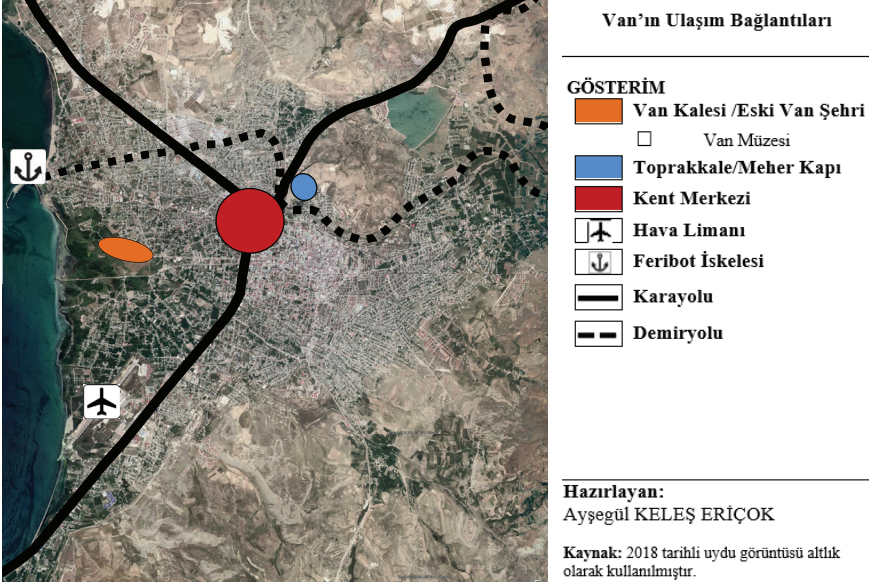 Van’ın Ulaşım Bağlantıları
GÖSTERİM
Van Kalesi /Eski Van Şehri
Van Müzesi
Toprakkale/Meher Kapı
Kent Merkezi
Hava Limanı
Feribot İskelesi
Karayolu
Demiryolu
Hazırlayan:
Ayşegül KELEŞ ERİÇOK
Kaynak: 2018 tarihli uydu görüntüsü altlık
olarak kullanılmıştır.